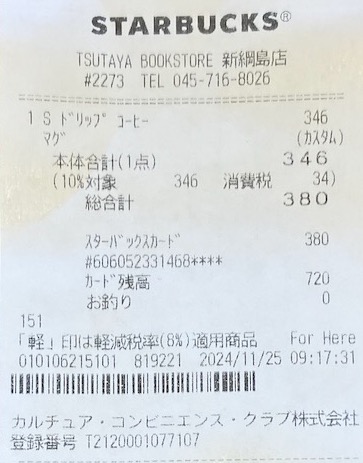 STARBUCKS®
TSUTAYA BOOKSTORE 新綱島店
#2273 TEL 045-716-8026
1 S ﾄﾞﾘｯﾌﾟ ｺｰﾋｰ 346
ﾏｸﾞ (ｶｽﾀﾑ)
本体合計(1点) 346
(10%対象 346 消費税 34)
総合計 380
ｽﾀｰﾊﾞｯｸｽｶｰﾄﾞ 380
#606052331468****
ｶｰﾄﾞ残高 720
お釣り 0
151
「軽」印は軽減税率(8%)適用商品 For Here
010106215101 819221 2024/11/25 09:17:31
カルチュア・コンビニエンス・クラブ株式会社
登録番号 T2120001077107